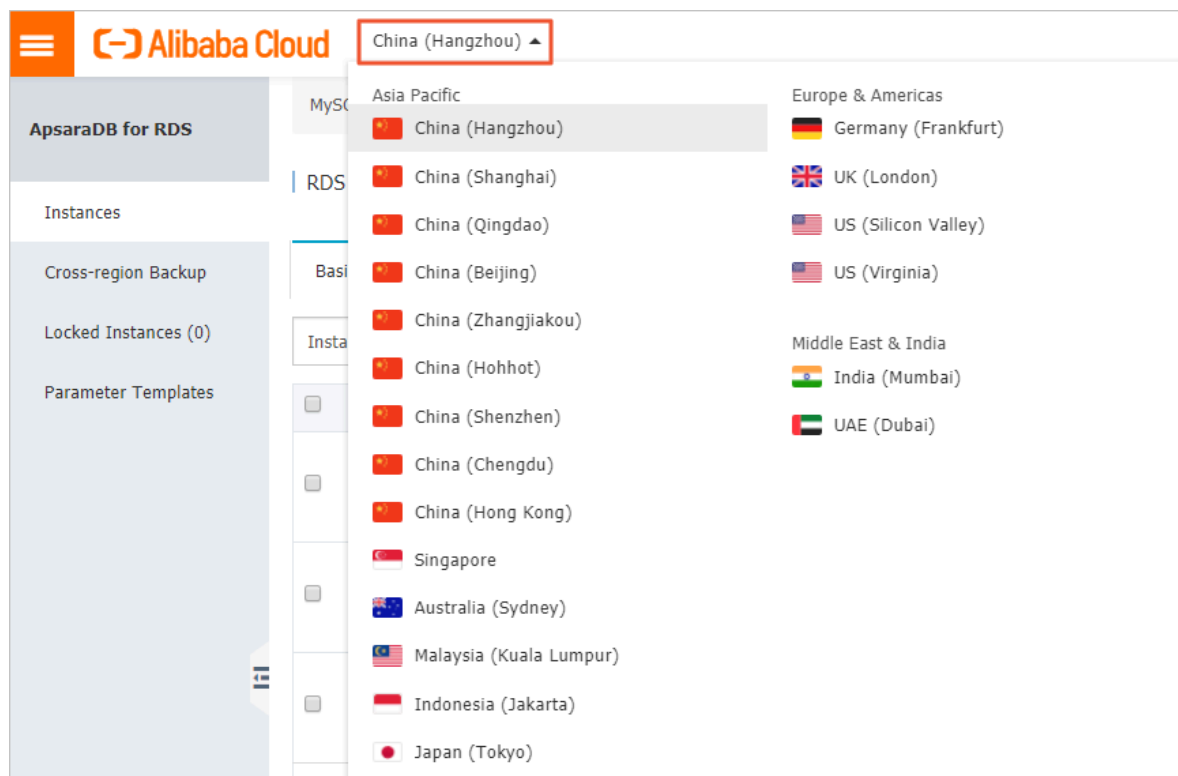 Alibaba Cloud
China (Hangzhou)
ApsaraDB for RDS
Instances
Cross-region Backup
Locked Instances (0)
Parameter Templates
RDS
Asia Pacific
China (Hangzhou)
China (Shanghai)
China (Qingdao)
China (Beijing)
China (Zhangjiakou)
China (Hohhot)
China (Shenzhen)
China (Chengdu)
China (Hong Kong)
Singapore
Australia (Sydney)
Malaysia (Kuala Lumpur)
Indonesia (Jakarta)
Japan (Tokyo)
Europe & Americas
Germany (Frankfurt)
UK (London)
US (Silicon Valley)
US (Virginia)
Middle East & India
India (Mumbai)
UAE (Dubai)